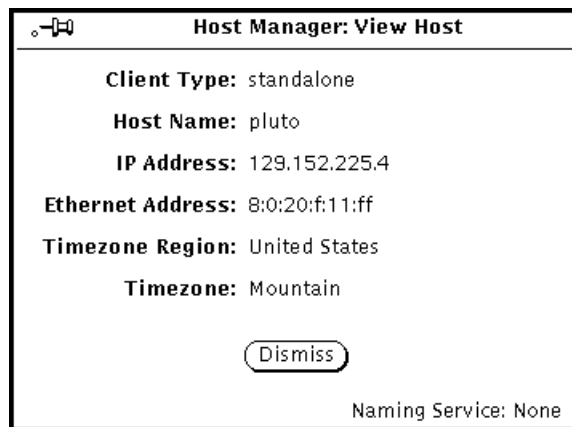 Host Manager: View Host
Client Type: standalone
Host Name: pluto
IP Address: 129.152.225.4
Ethernet Address: 8:0:20:f:11:ff
Timezone Region: United States
Timezone: Mountain
Dismiss
Naming Service: None